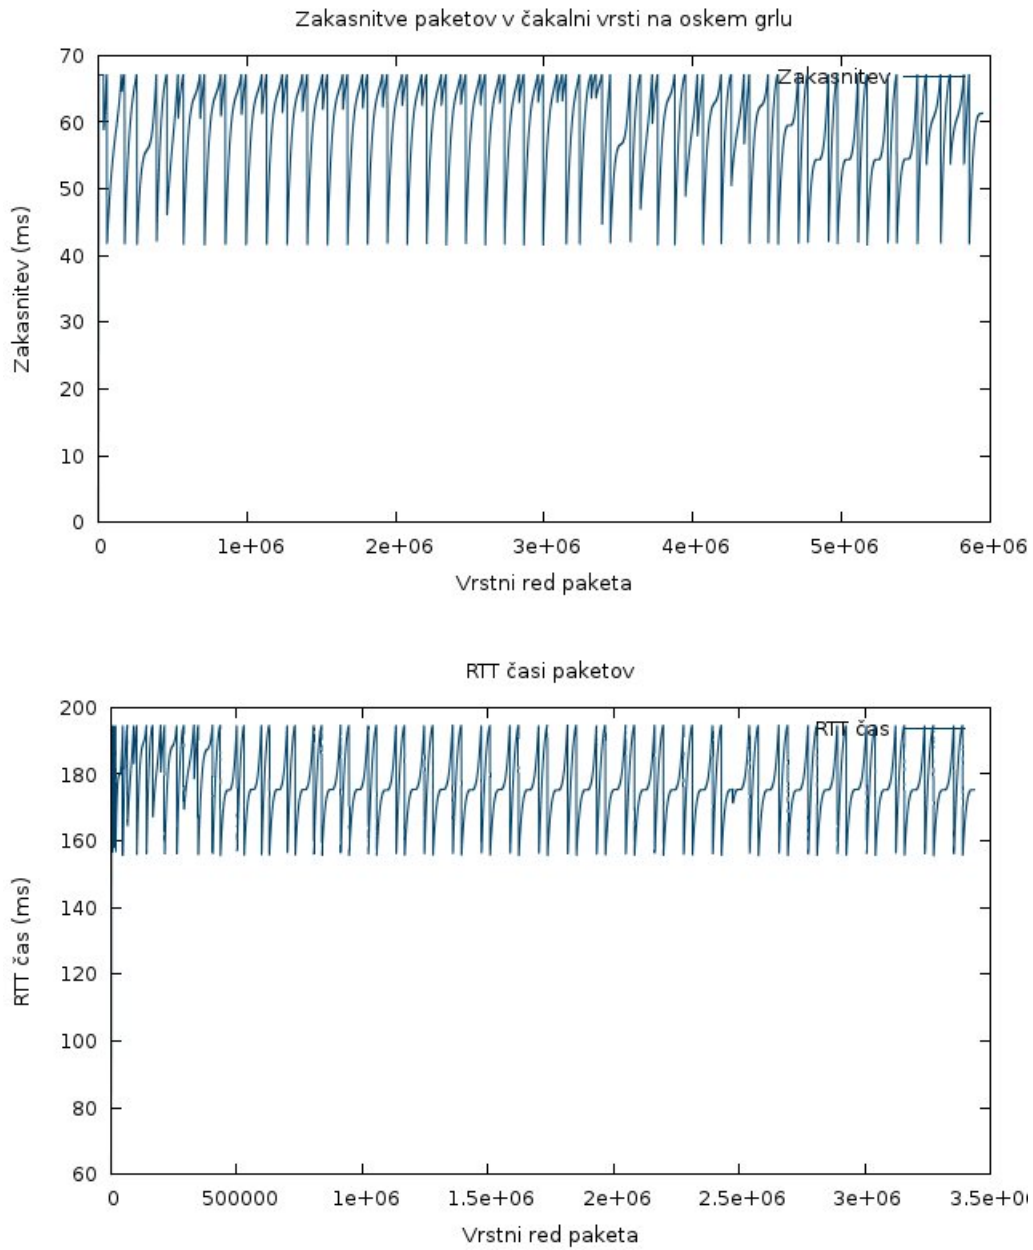 Zakasnitve paketov v čakalni vrsti na oskem grlu
70
60
50
40
30
20
10
0
Zakasnitev
Zakasnitev (ms)
0 1e+06 2e+06 3e+06 4e+06 5e+06 6e+06
Vrstni red paketa
RTT časi paketov
200
180
160
140
120
100
80
60
RTT čas
RTT čas (ms)
0 500000 1e+06 1.5e+06 2e+06 2.5e+06 3e+06 3.5e+0
Vrstni red paketa